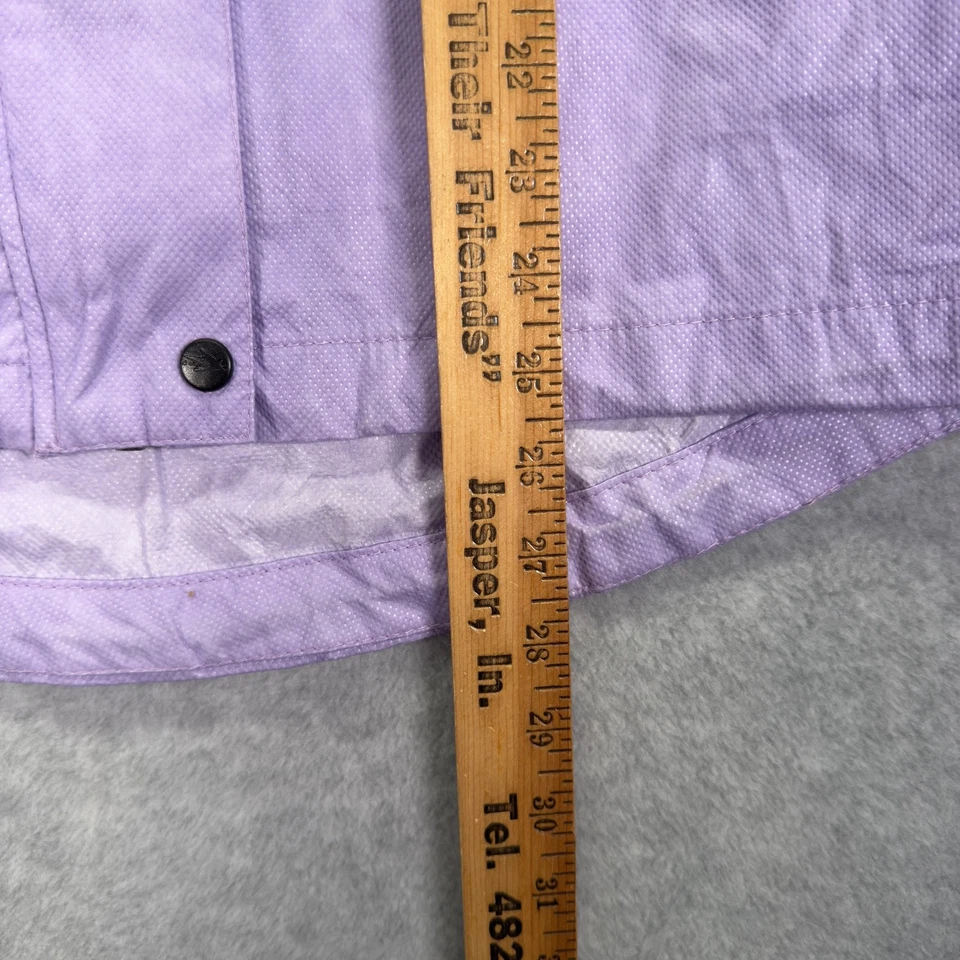 Their Friends" Jasper, In. Tel. 482
22 23 24 25 26 27 28 29 30 31